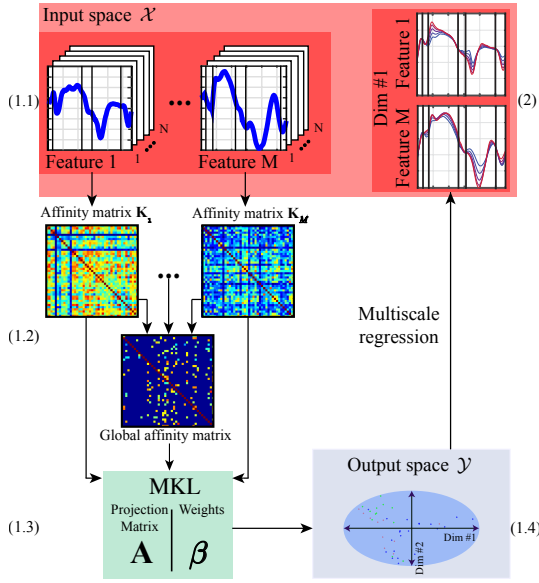 Input space 𝒳
(1.1)
Feature 1
1
N
Feature M
1
N
Dim #1
Feature 1
Feature M
(2)
Affinity matrix K₁
Affinity matrix K_M
(1.2)
Global affinity matrix
Multiscale
regression
(1.3)
MKL
Projection
Matrix
A
Weights
β
Output space 𝒴
Dim #1
Dim #2
(1.4)